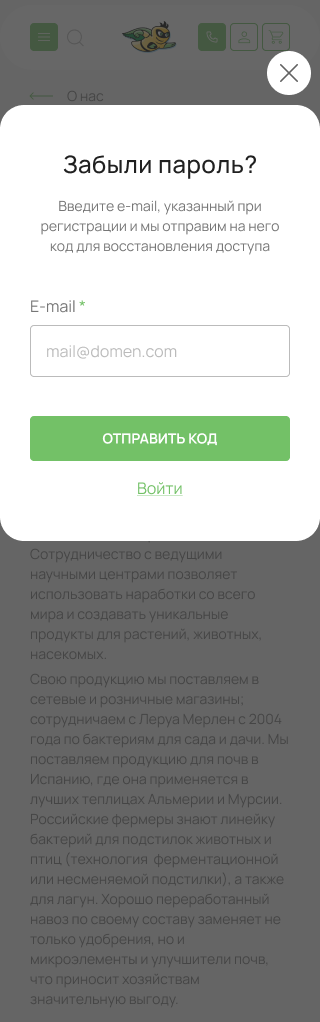 О нас
Забыли пароль?
Введите e-mail, указанный при
регистрации и мы отправим на него
код для восстановления доступа
E-mail *
mail@domen.com
ОТПРАВИТЬ КОД
Войти
Сотрудничество с ведущими
научными центрами позволяет
использовать наработки со всего
мира и создавать уникальные
продукты для растений, животных,
насекомых.
Свою продукцию мы поставляем в
сетевые и розничные магазины;
сотрудничаем с Леруа Мерлен с 2004
года по бактериям для сада и дачи. Мы
поставляем продукцию для почв в
Испанию, где она применяется в
лучших теплицах Альмерии и Мурсии.
Российские фермеры знают линейку
бактерий для подстилок животных и
птиц (технология ферментационной
или несменяемой подстилки), а также
для лагун. Хорошо переработанный
навоз по своему составу заменяет не
только удобрения, но и
микроэлементы и улучшители почв,
что приносит хозяйствам
значительную выгоду.